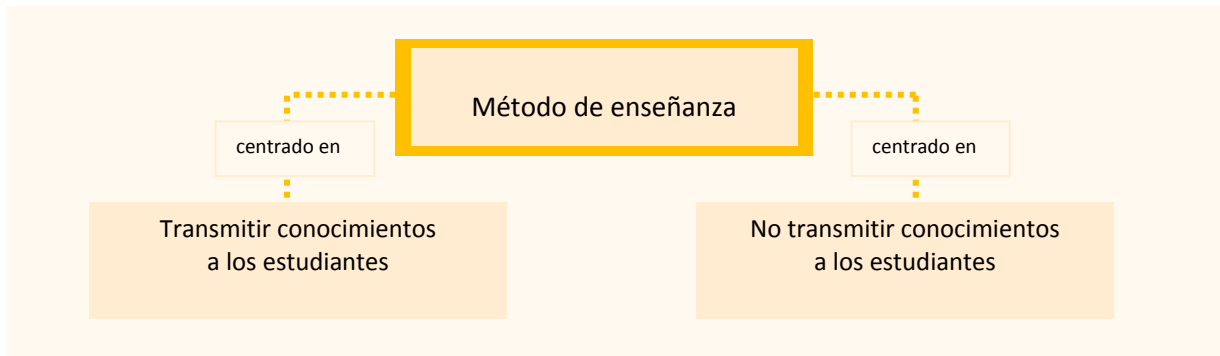 Método de enseñanza
centrado en
centrado en
Transmitir conocimientos
a los estudiantes
No transmitir conocimientos
a los estudiantes